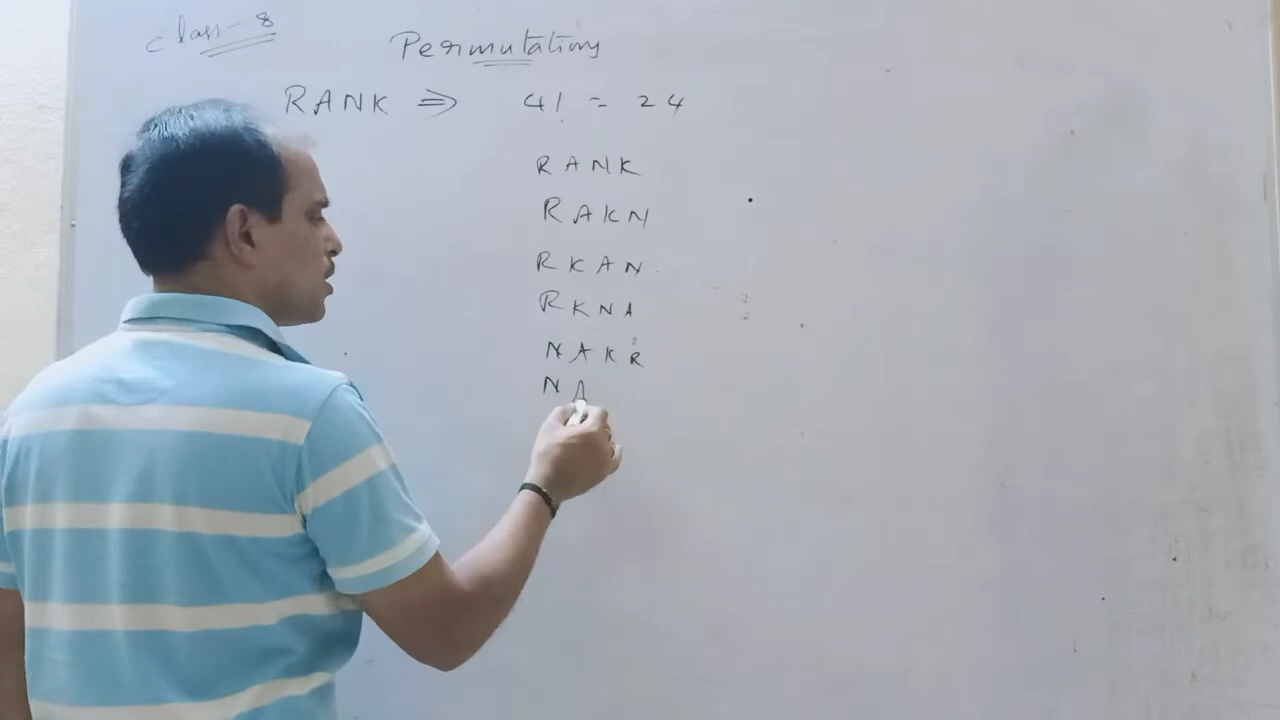 class - 8
Permutations
RANK ⇒ 4! = 24
RANK
RAKN
RKAN
RKNA
NAKR
NA